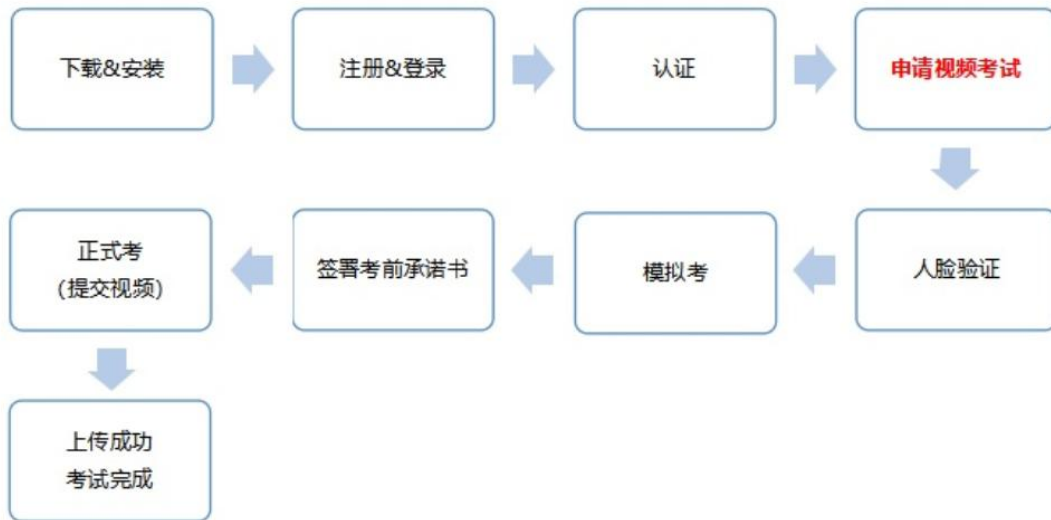 下载&安装
注册&登录
认证
申请视频考试
人脸验证
模拟考
签署考前承诺书
正式考
(提交视频)
上传成功
考试完成